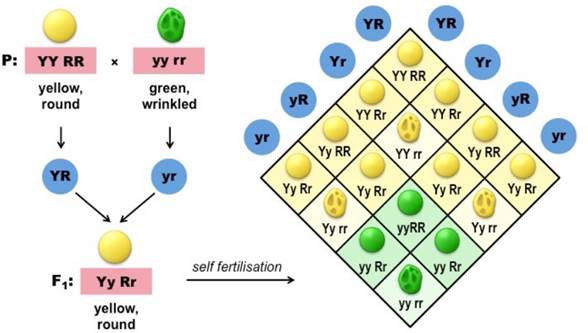 P: YY RR × yy rr
yellow,
round
green,
wrinkled
YR yr
F1: Yy Rr
yellow,
round
self fertilisation
YR YR
Yr Yr
yR yR
yr yr
YY RR
YY Rr YY Rr
Yy RR YY rr Yy RR
Yy Rr Yy Rr Yy Rr Yy Rr
Yy rr yyRR Yy rr
yy Rr yy Rr
yy rr